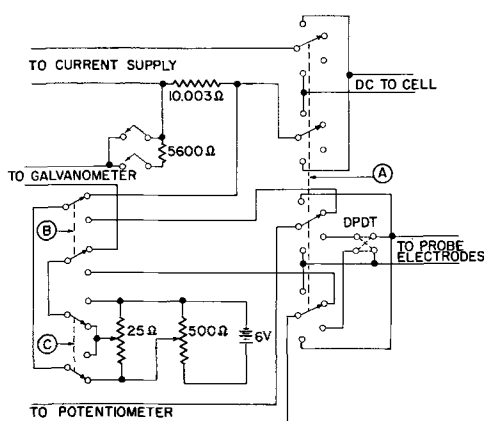 TO CURRENT SUPPLY
10.003Ω
DC TO CELL
5600Ω
TO GALVANOMETER
A
B
DPDT
TO PROBE
ELECTRODES
C
25Ω
500Ω
6V
TO POTENTIOMETER